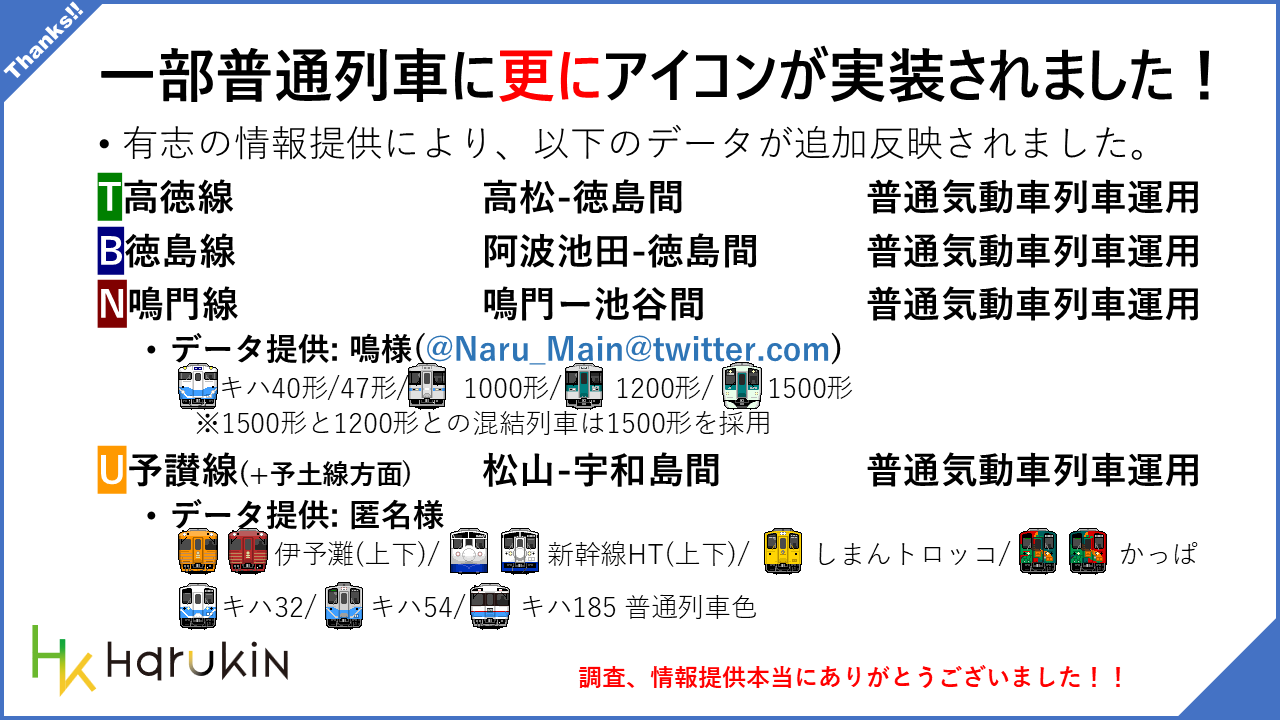 Thanks!!
一部普通列車に更にアイコンが実装されました！
• 有志の情報提供により、以下のデータが追加反映されました。
T高徳線 高松-徳島間 普通気動車列車運用
B徳島線 阿波池田-徳島間 普通気動車列車運用
N鳴門線 鳴門ー池谷間 普通気動車列車運用
• データ提供: 鳴様(@Naru_Main@twitter.com)
キハ40形/47形/ 1000形/ 1200形/ 1500形
※1500形と1200形との混結列車は1500形を採用
U予讃線(+予土線方面) 松山-宇和島間 普通気動車列車運用
• データ提供: 匿名様
伊予灘(上下)/ 新幹線HT(上下)/ しまんトロッコ/ かっぱ
キハ32/ キハ54/ キハ185 普通列車色
HK HARUKIN
調査、情報提供本当にありがとうございました！！